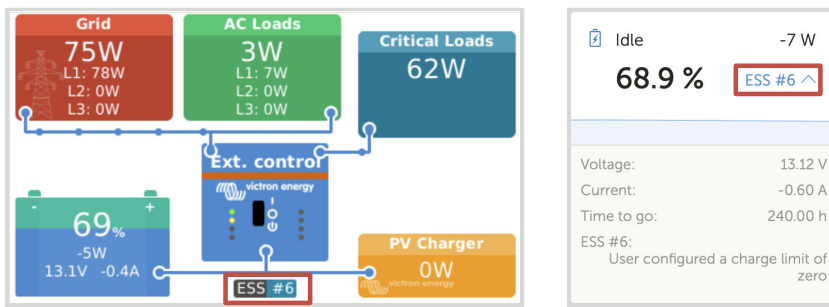 Grid
75W
L1: 78W
L2: 0W
L3: 0W
AC Loads
3W
L1: 7W
L2: 0W
L3: 0W
Critical Loads
62W
Ext. control
victron energy
- +
69%
-5W
13.1V -0.4A
PV Charger
0W
victron energy
ESS #6
Idle -7 W
68.9 % ESS #6
Voltage: 13.12 V
Current: -0.60 A
Time to go: 240.00 h
ESS #6:
User configured a charge limit of
zero